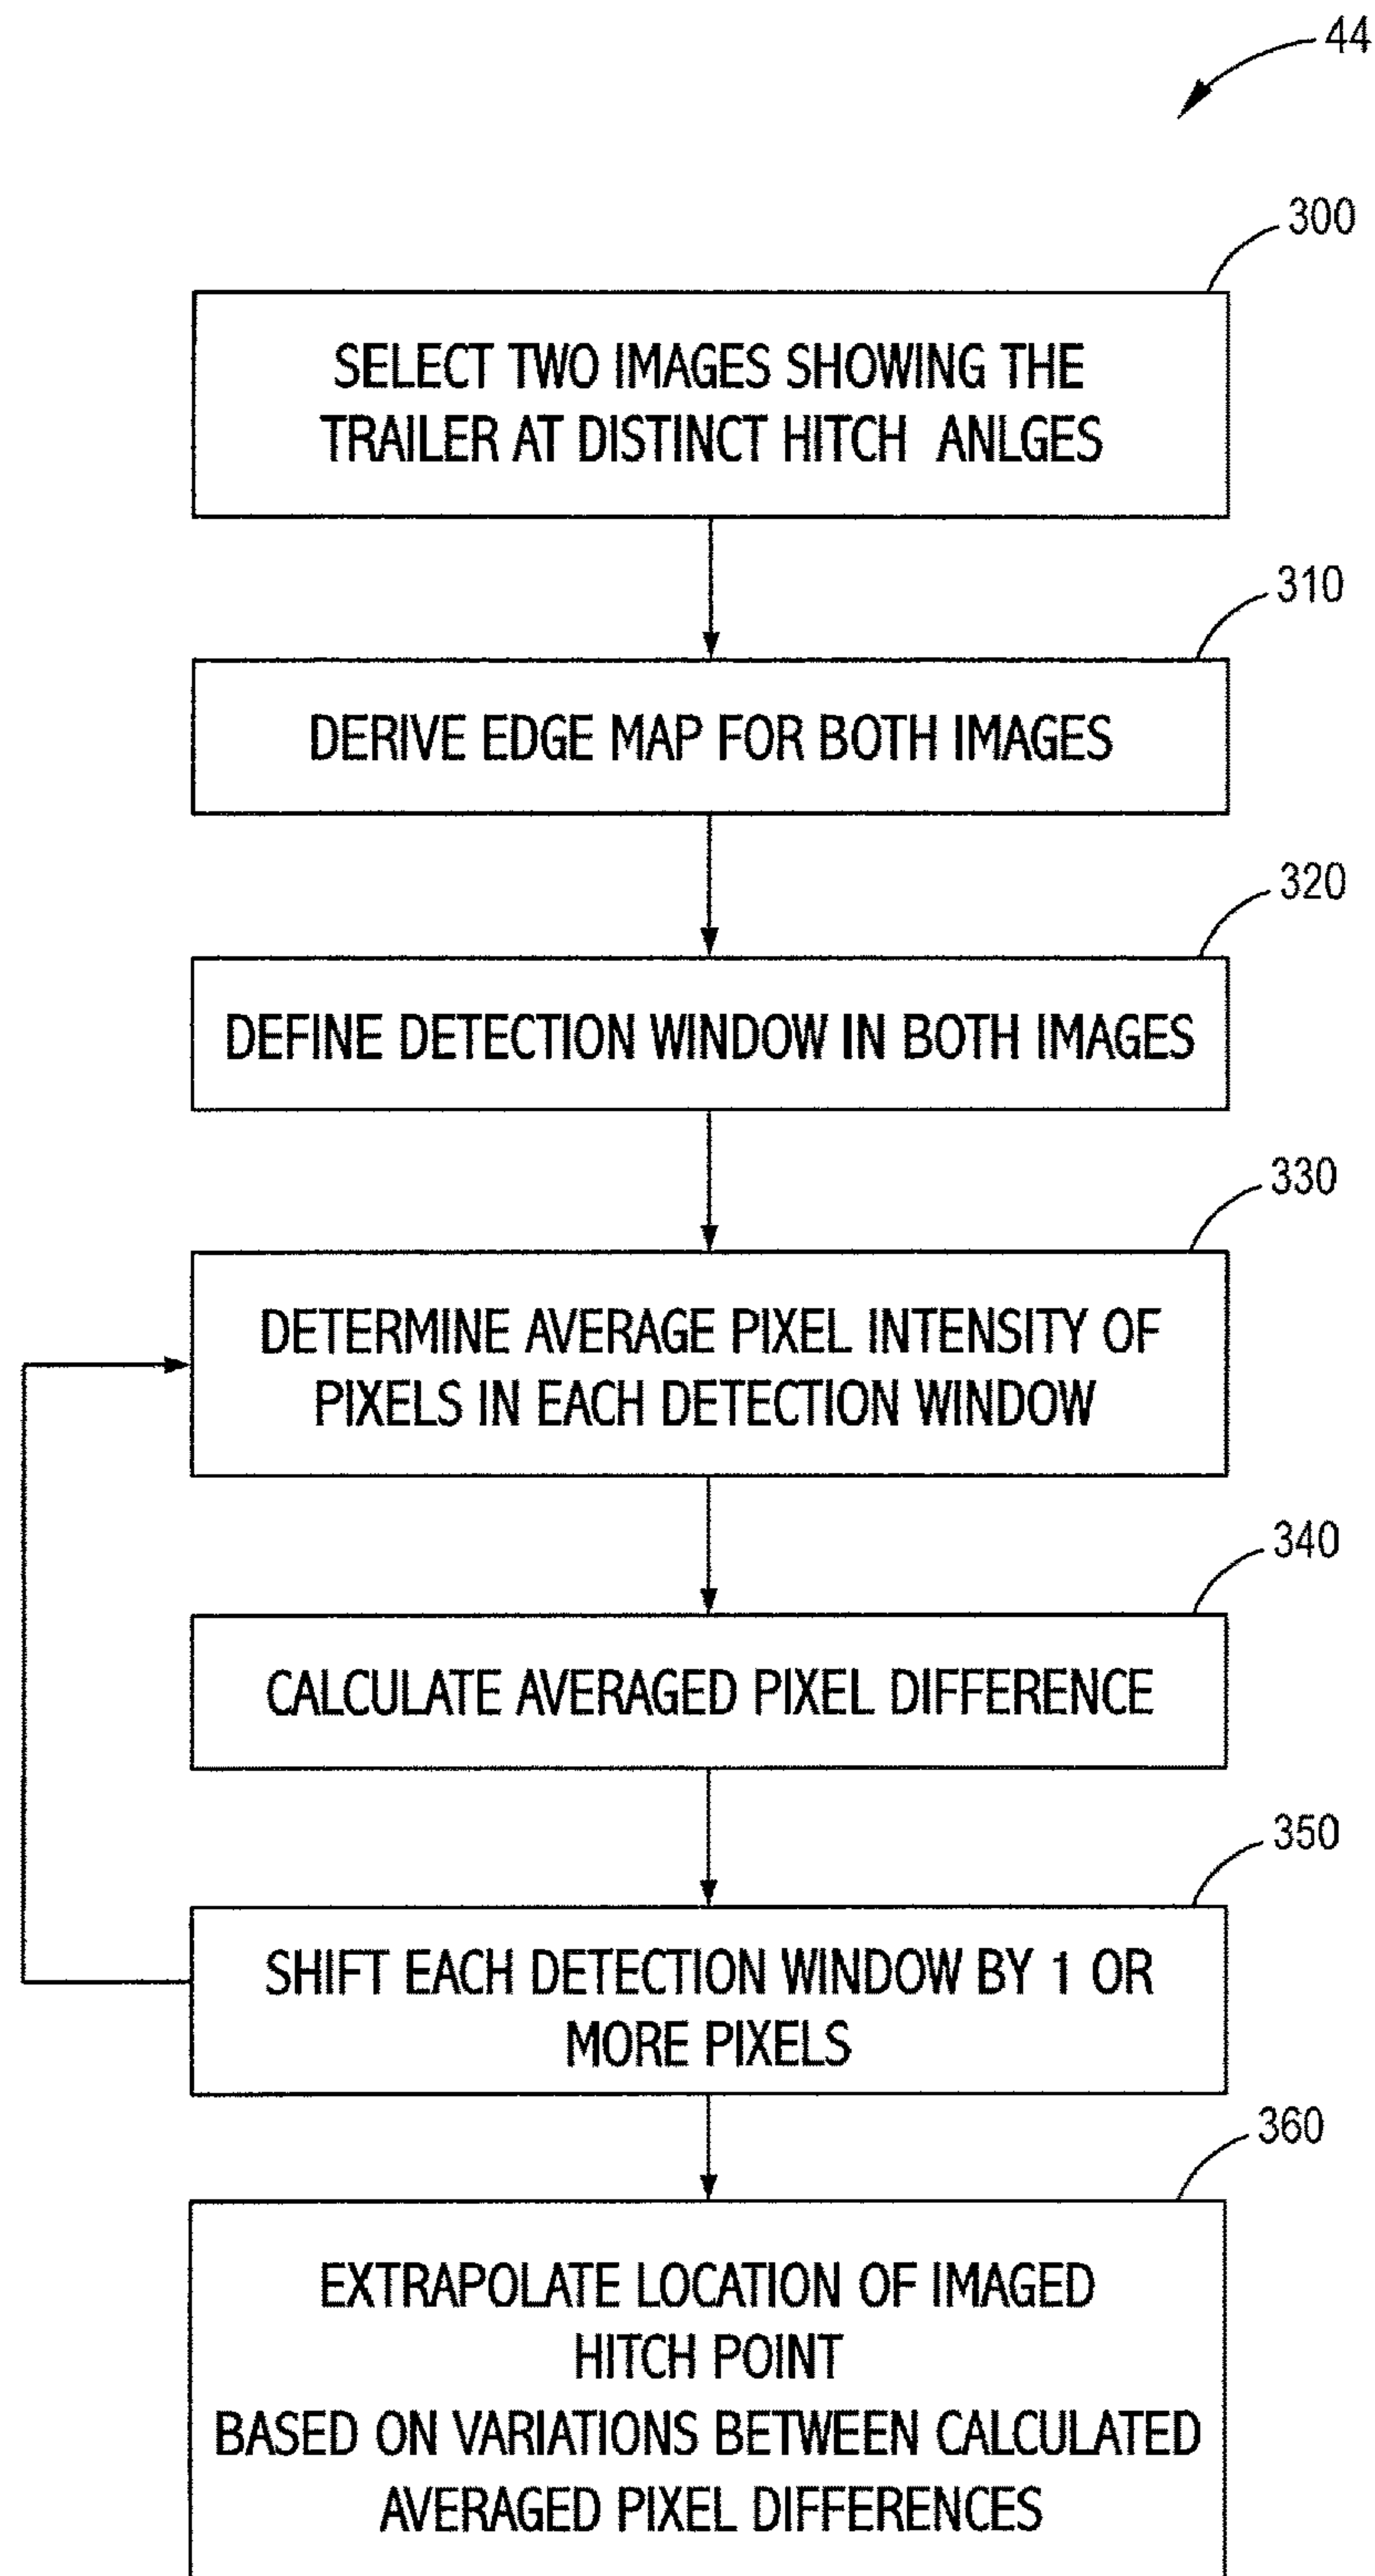 44
300
SELECT TWO IMAGES SHOWING THE
TRAILER AT DISTINCT HITCH ANLGES
310
DERIVE EDGE MAP FOR BOTH IMAGES
320
DEFINE DETECTION WINDOW IN BOTH IMAGES
330
DETERMINE AVERAGE PIXEL INTENSITY OF
PIXELS IN EACH DETECTION WINDOW
340
CALCULATE AVERAGED PIXEL DIFFERENCE
350
SHIFT EACH DETECTION WINDOW BY 1 OR
MORE PIXELS
360
EXTRAPOLATE LOCATION OF IMAGED
HITCH POINT
BASED ON VARIATIONS BETWEEN CALCULATED
AVERAGED PIXEL DIFFERENCES